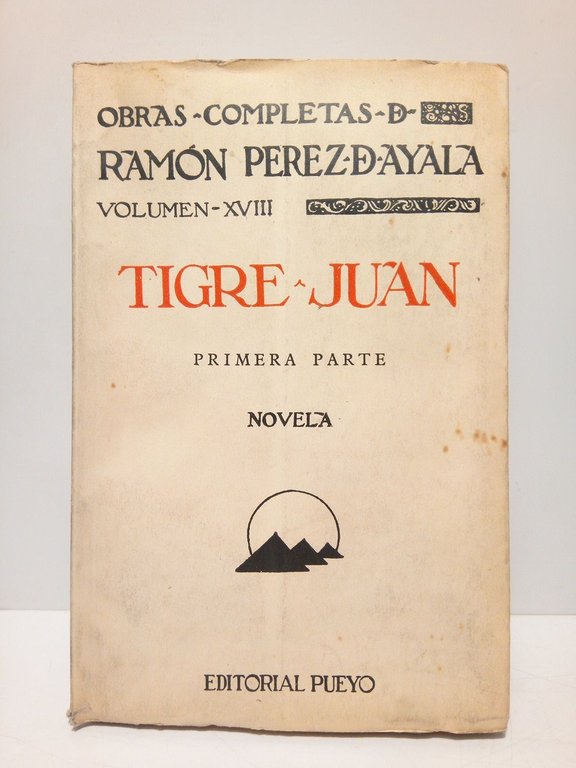 OBRAS-COMPLETAS-D-
RAMÓN PEREZ-D-AYALA
VOLUMEN-XVIII
TIGRE-JUAN
PRIMERA PARTE
NOVELA
EDITORIAL PUEYO